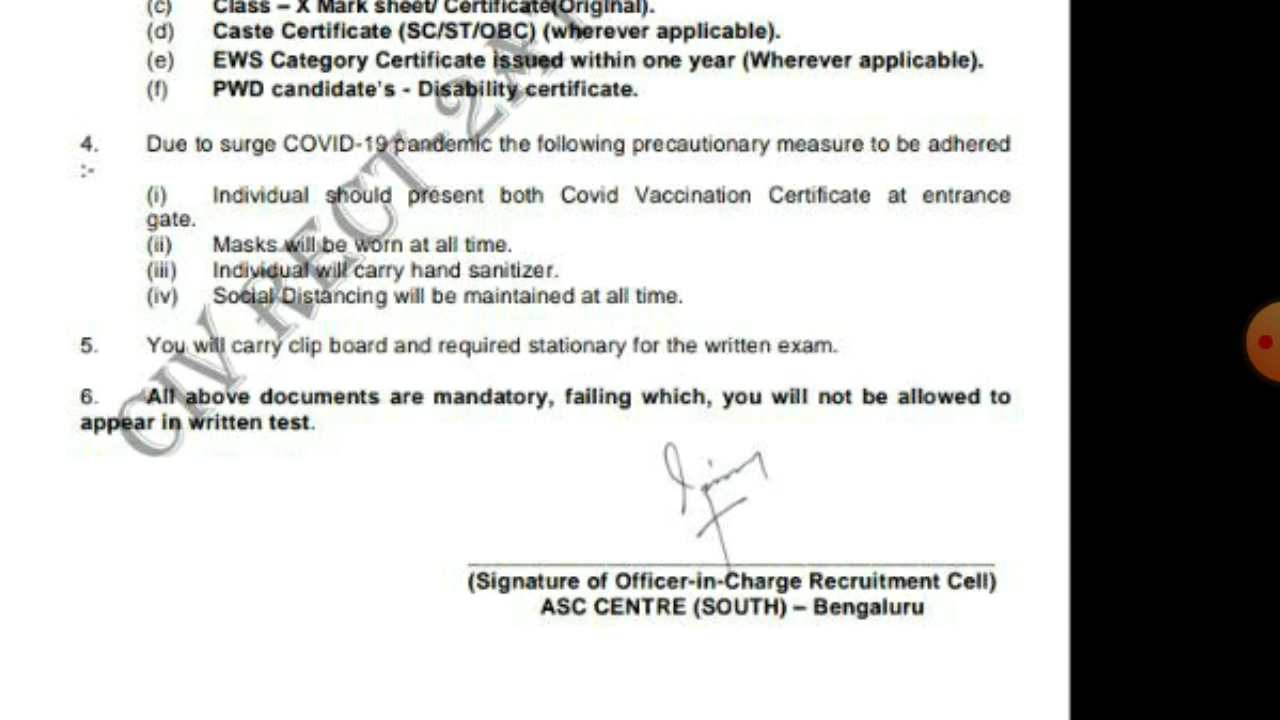 (c) Class – X Mark sheet/ Certificate(Original).
(d) Caste Certificate (SC/ST/OBC) (wherever applicable).
(e) EWS Category Certificate issued within one year (Wherever applicable).
(f) PWD candidate's - Disability certificate.
4. Due to surge COVID-19 pandemic the following precautionary measure to be adhered
:-
(i) Individual should present both Covid Vaccination Certificate at entrance
gate.
(ii) Masks will be worn at all time.
(iii) Individual will carry hand sanitizer.
(iv) Social Distancing will be maintained at all time.
5. You will carry clip board and required stationary for the written exam.
6. All above documents are mandatory, failing which, you will not be allowed to
appear in written test.
(Signature of Officer-in-Charge Recruitment Cell)
ASC CENTRE (SOUTH) – Bengaluru
CIV RECT-2